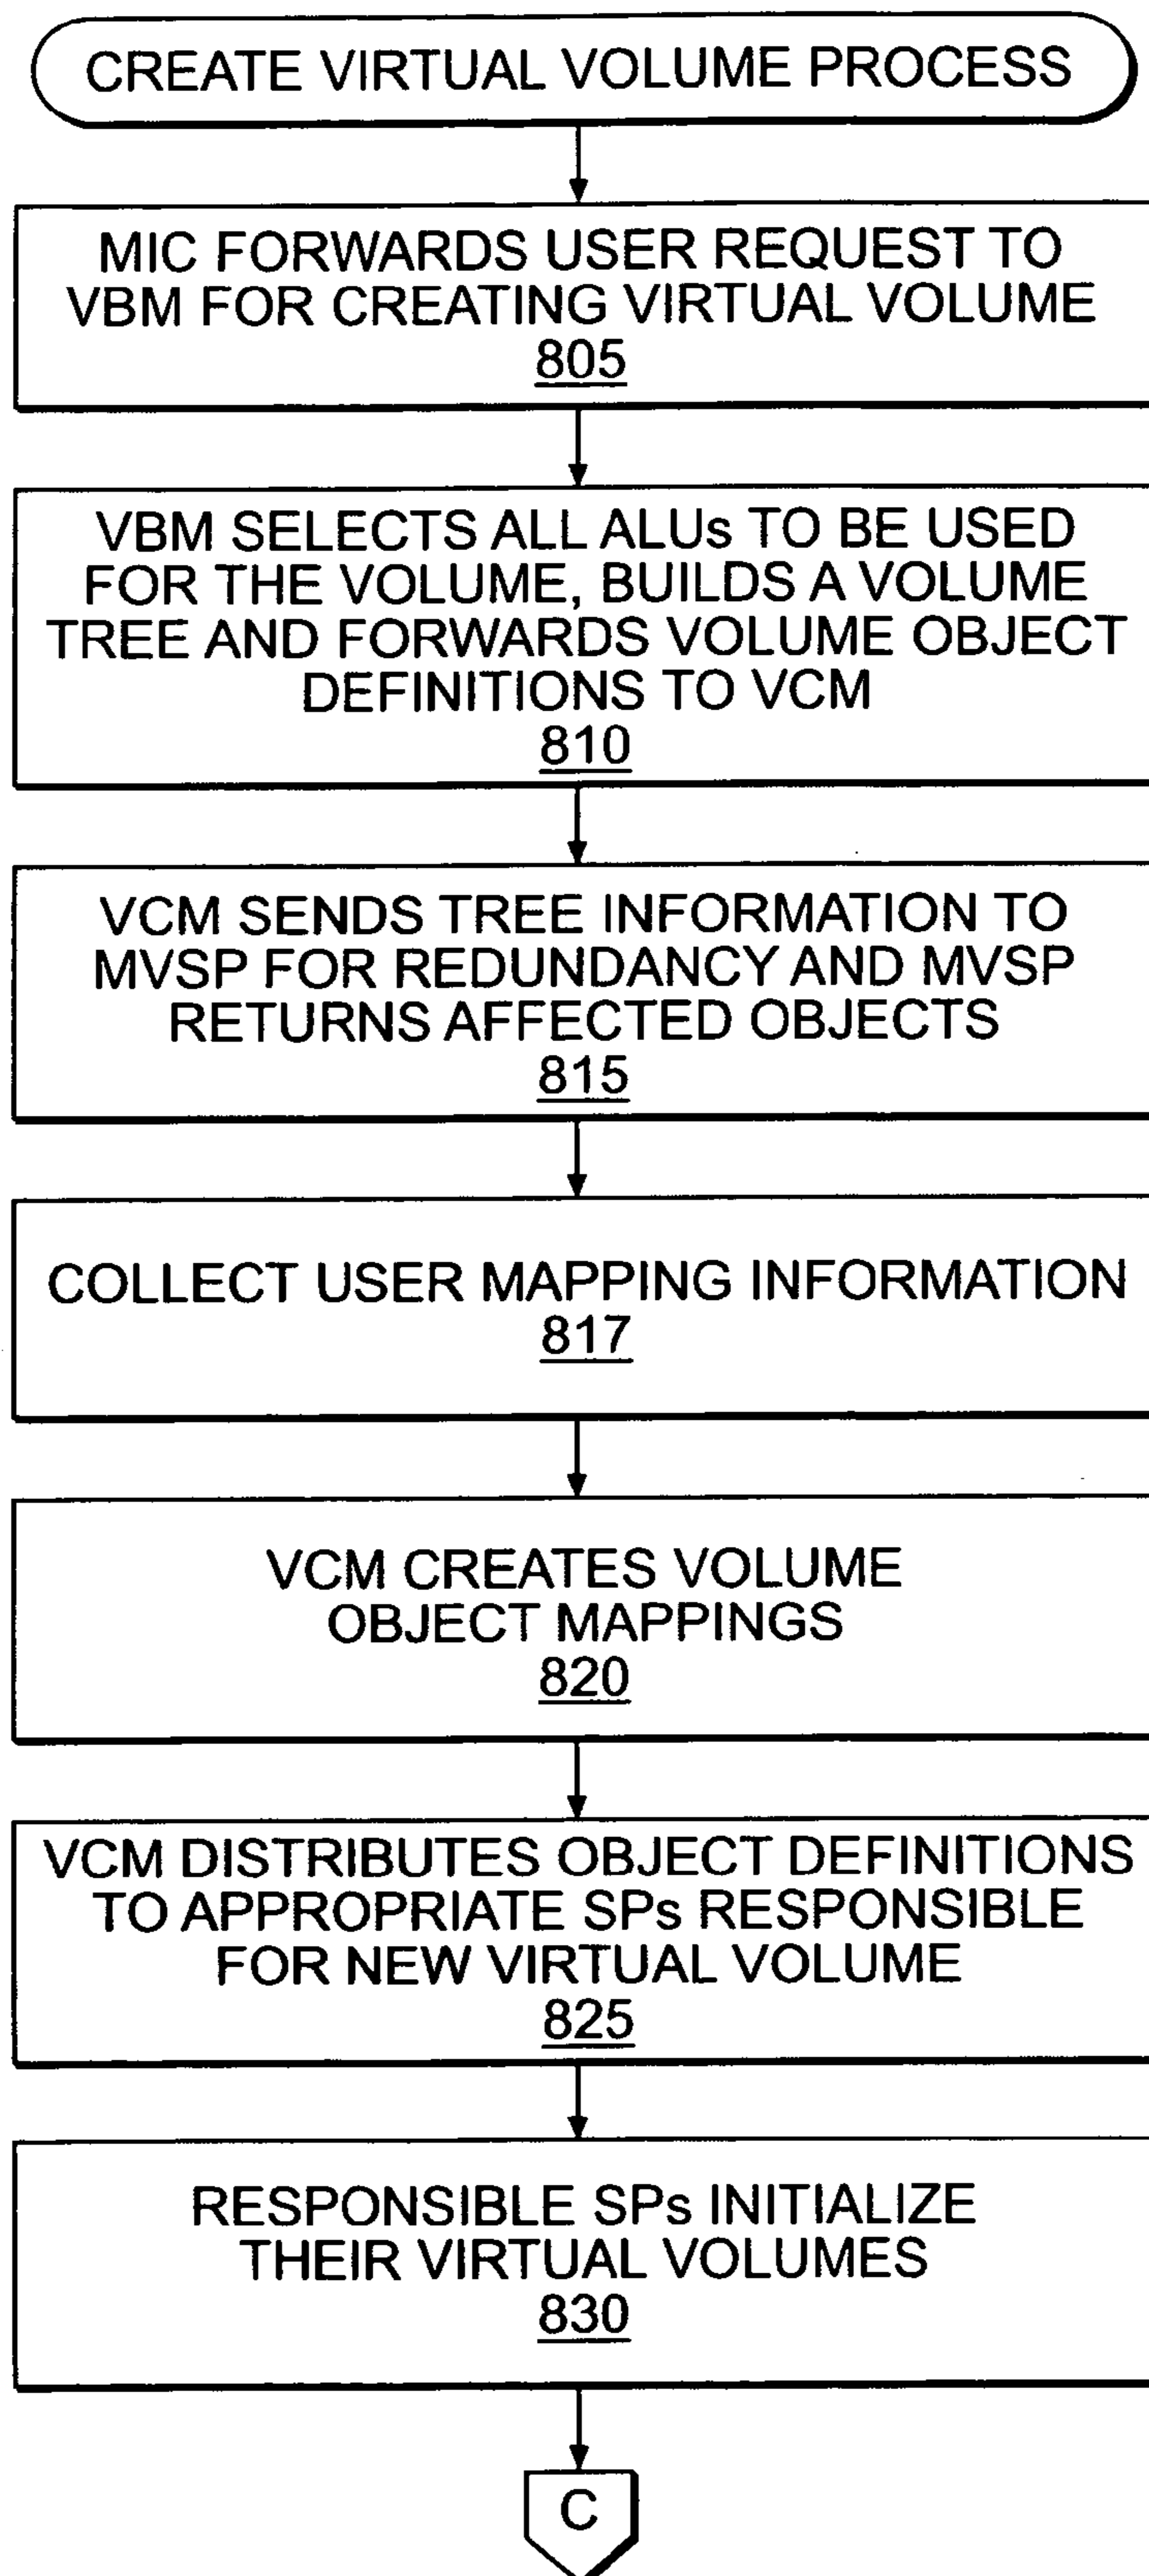 CREATE VIRTUAL VOLUME PROCESS
MIC FORWARDS USER REQUEST TO
VBM FOR CREATING VIRTUAL VOLUME
805
VBM SELECTS ALL ALUs TO BE USED
FOR THE VOLUME, BUILDS A VOLUME
TREE AND FORWARDS VOLUME OBJECT
DEFINITIONS TO VCM
810
VCM SENDS TREE INFORMATION TO
MVSP FOR REDUNDANCY AND MVSP
RETURNS AFFECTED OBJECTS
815
COLLECT USER MAPPING INFORMATION
817
VCM CREATES VOLUME
OBJECT MAPPINGS
820
VCM DISTRIBUTES OBJECT DEFINITIONS
TO APPROPRIATE SPs RESPONSIBLE
FOR NEW VIRTUAL VOLUME
825
RESPONSIBLE SPs INITIALIZE
THEIR VIRTUAL VOLUMES
830
C